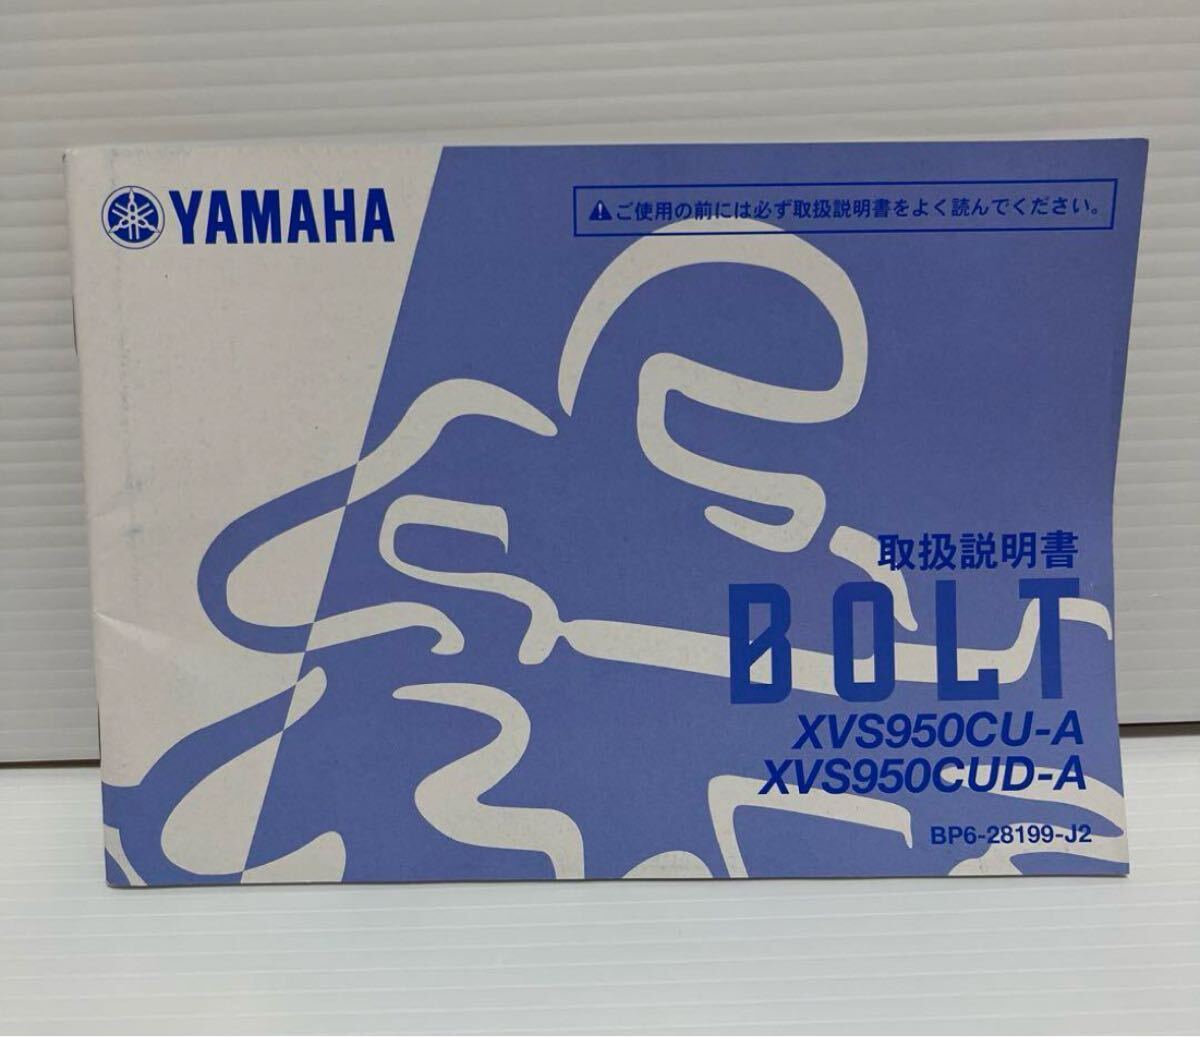 YAMAHA
⚠ご使用の前には必ず取扱説明書をよく読んでください。
取扱説明書
BOLT
XVS950CU-A
XVS950CUD-A
BP6-28199-J2